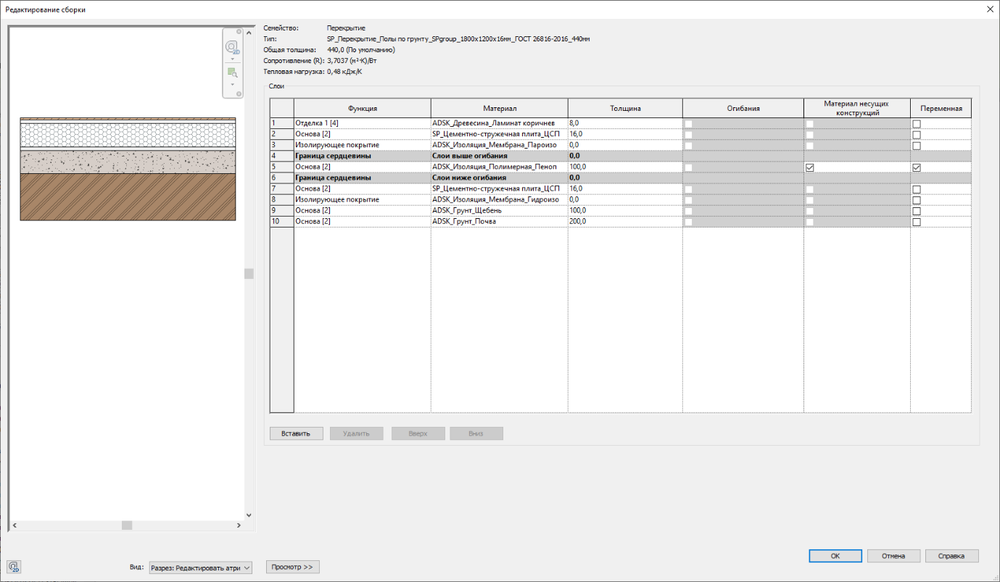 Редактирование сборки
Семейство: Перекрытие
Тип: SP_Перекрытие_Полы по грунту_SPgroup_1800x1200x16мм_ГОСТ 26816-2016_440мм
Общая толщина: 440,0 (По умолчанию)
Сопротивление (R): 3,7037 (м²·К)/Вт
Тепловая нагрузка: 0,48 кДж/К
Слои
Функция Материал Толщина Огибания Материал несущих конструкций Переменная
1 Отделка 1 [4] ADSK_Древесина_Ламинат коричнев 8,0
2 Основа [2] SP_Цементно-стружечная плита_ЦСП 16,0
3 Изолирующее покрытие ADSK_Изоляция_Мембрана_Пароизо 0,0
4 Граница сердцевины Слои выше огибания 0,0
5 Основа [2] ADSK_Изоляция_Полимерная_Пеноп 100,0
6 Граница сердцевины Слои ниже огибания 0,0
7 Основа [2] SP_Цементно-стружечная плита_ЦСП 16,0
8 Изолирующее покрытие ADSK_Изоляция_Мембрана_Гидроизо 0,0
9 Основа [2] ADSK_Грунт_Щебень 100,0
10 Основа [2] ADSK_Грунт_Почва 200,0
Вставить Удалить Вверх Вниз
2D
OK Отмена Справка
2D Вид: Разрез: Редактировать атри Просмотр >>